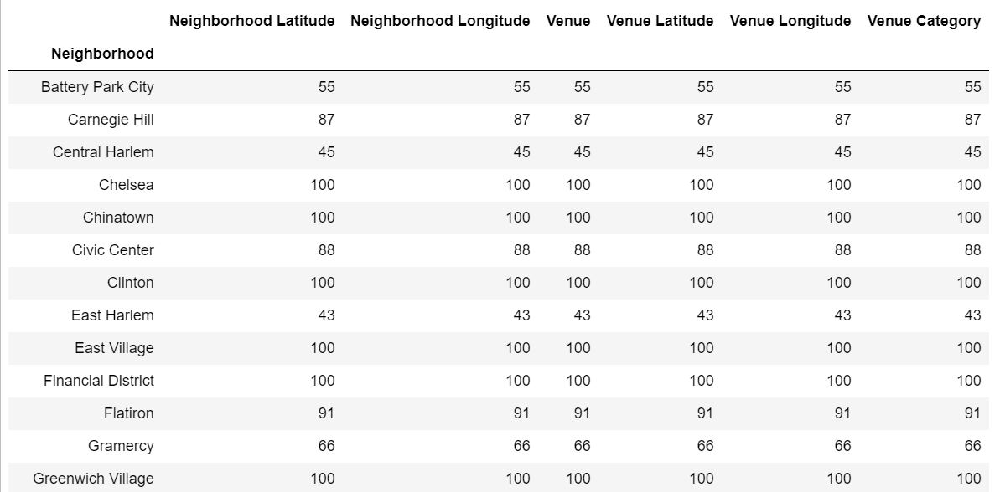 Neighborhood Latitude Neighborhood Longitude Venue Venue Latitude Venue Longitude Venue Category
Neighborhood
Battery Park City 55 55 55 55 55 55
Carnegie Hill 87 87 87 87 87 87
Central Harlem 45 45 45 45 45 45
Chelsea 100 100 100 100 100 100
Chinatown 100 100 100 100 100 100
Civic Center 88 88 88 88 88 88
Clinton 100 100 100 100 100 100
East Harlem 43 43 43 43 43 43
East Village 100 100 100 100 100 100
Financial District 100 100 100 100 100 100
Flatiron 91 91 91 91 91 91
Gramercy 66 66 66 66 66 66
Greenwich Village 100 100 100 100 100 100